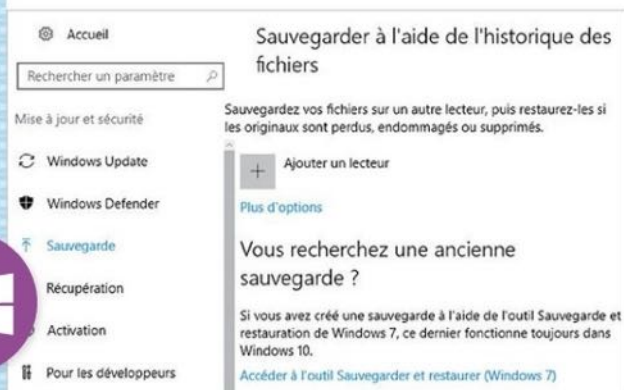 Accueil
Rechercher un paramètre
Mise à jour et sécurité
Windows Update
Windows Defender
Sauvegarde
Récupération
Activation
Pour les développeurs
Sauvegarder à l'aide de l'historique des
fichiers
Sauvegardez vos fichiers sur un autre lecteur, puis restaurez-les si
les originaux sont perdus, endommagés ou supprimés.
Ajouter un lecteur
Plus d'options
Vous recherchez une ancienne
sauvegarde ?
Si vous avez créé une sauvegarde à l'aide de l'outil Sauvegarde et
restauration de Windows 7, ce dernier fonctionne toujours dans
Windows 10.
Accéder à l'outil Sauvegarder et restaurer (Windows 7)